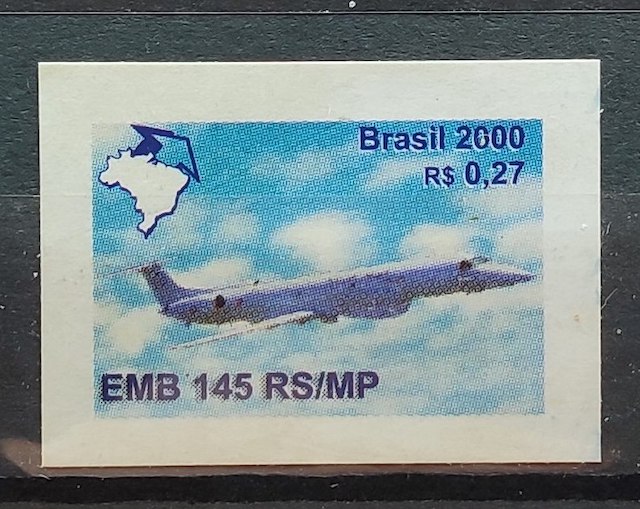 Brasil 2000
R$ 0,27
EMB 145 RS/MP